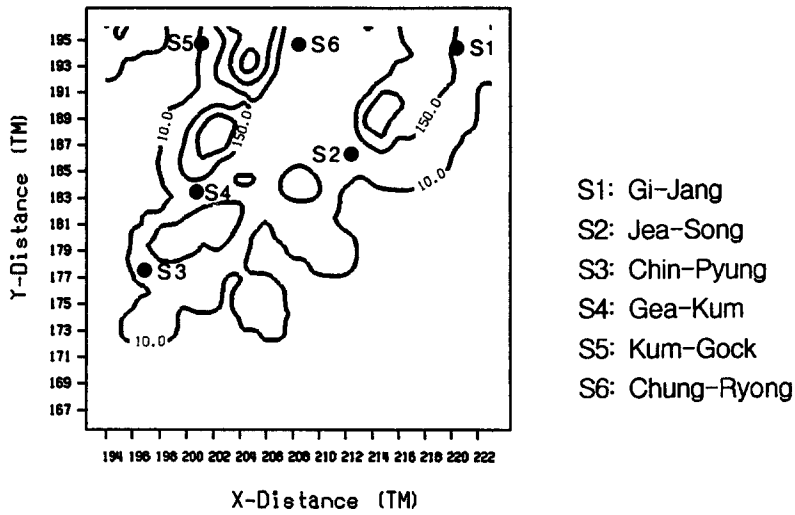 195
193
191
189
187
185
183
181
179
177
175
173
171
169
167
Y-Distance (TM)
S5
S6
S1
10.0
150.0
150.0
S2
10.0
S4
S3
10.0
194 196 198 200 202 204 206 208 210 212 214 216 218 220 222
X-Distance (TM)
S1: Gi-Jang
S2: Jea-Song
S3: Chin-Pyung
S4: Gea-Kum
S5: Kum-Gock
S6: Chung-Ryong